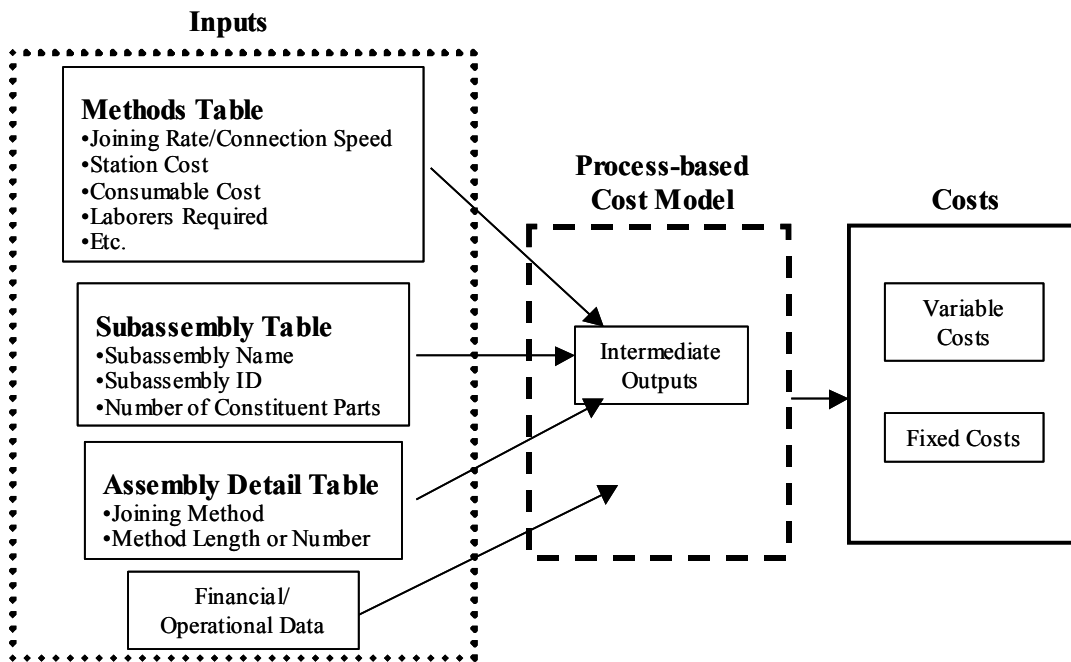 Inputs
Methods Table
•Joining Rate/Connection Speed
•Station Cost
•Consumable Cost
•Laborers Required
•Etc.
Subassembly Table
•Subassembly Name
•Subassembly ID
•Number of Constituent Parts
Assembly Detail Table
•Joining Method
•Method Length or Number
Financial/
Operational Data
Process-based
Cost Model
Intermediate
Outputs
Costs
Variable
Costs
Fixed Costs